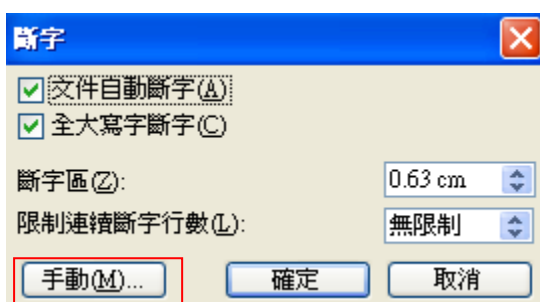 斷字
文件自動斷字(A)
全大寫字斷字(C)
斷字區(Z): 0.63 cm
限制連續斷字行數(L): 無限制
手動(M)... 確定 取消